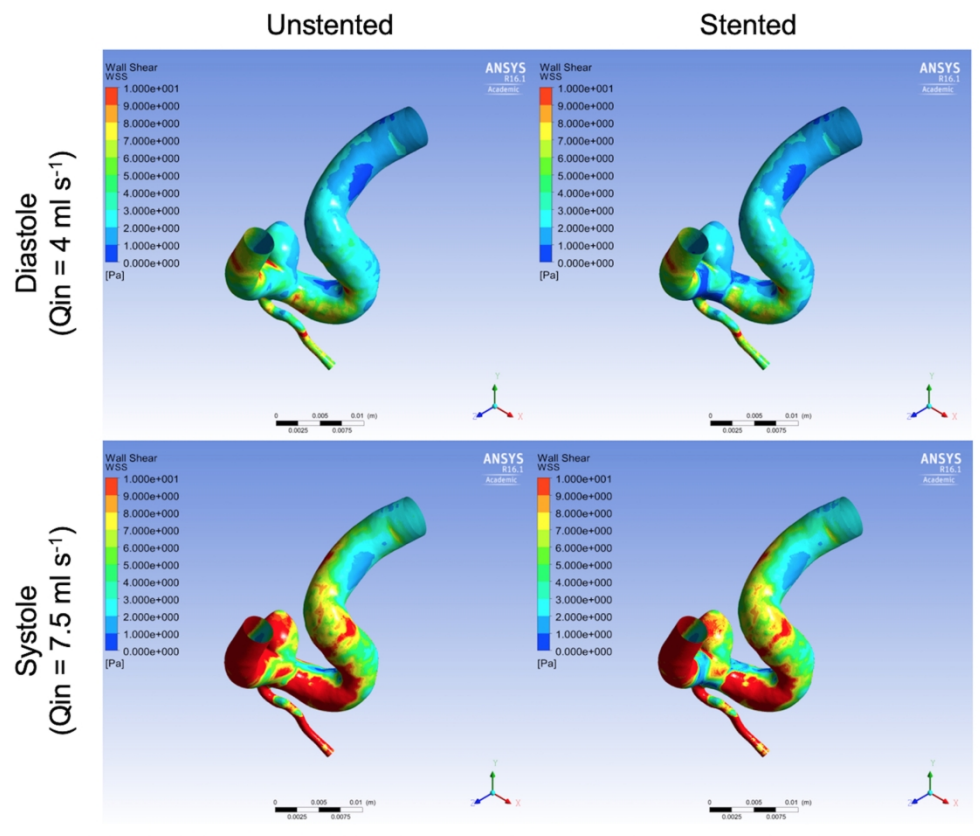 Unstented
Stented
Diastole
(Qin = 4 ml s-1)
Wall Shear
WSS
1.000e+001
9.000e+000
8.000e+000
7.000e+000
6.000e+000
5.000e+000
4.000e+000
3.000e+000
2.000e+000
1.000e+000
0.000e+000
[Pa]
ANSYS
R16.1
Academic
0 0.005 0.01 (m)
0.0025 0.0075
Y
Z X
Wall Shear
WSS
1.000e+001
9.000e+000
8.000e+000
7.000e+000
6.000e+000
5.000e+000
4.000e+000
3.000e+000
2.000e+000
1.000e+000
0.000e+000
[Pa]
ANSYS
R16.1
Academic
0 0.005 0.01 (m)
0.0025 0.0075
Y
Z X
Systole
(Qin = 7.5 ml s-1)
Wall Shear
WSS
1.000e+001
9.000e+000
8.000e+000
7.000e+000
6.000e+000
5.000e+000
4.000e+000
3.000e+000
2.000e+000
1.000e+000
0.000e+000
[Pa]
ANSYS
R16.1
Academic
0 0.005 0.01 (m)
0.0025 0.0075
Y
Z X
Wall Shear
WSS
1.000e+001
9.000e+000
8.000e+000
7.000e+000
6.000e+000
5.000e+000
4.000e+000
3.000e+000
2.000e+000
1.000e+000
0.000e+000
[Pa]
ANSYS
R16.1
Academic
0 0.005 0.01 (m)
0.0025 0.0075
Y
Z X